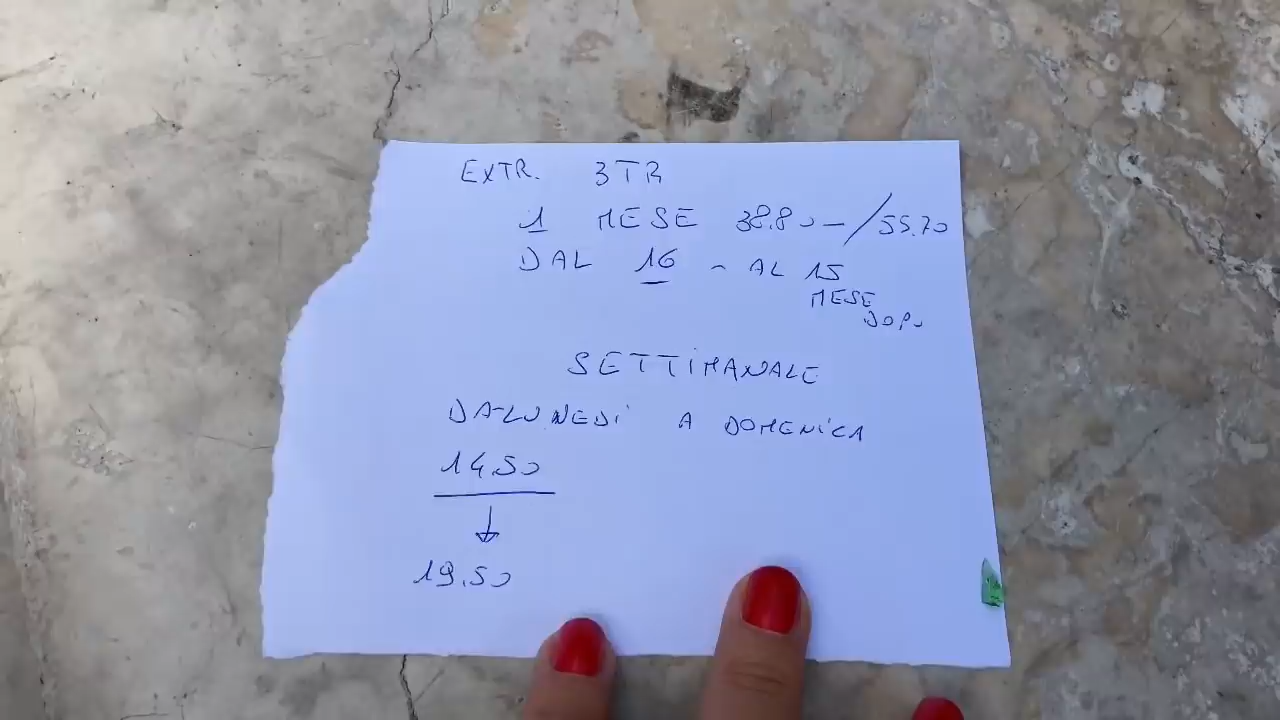 EXTR. 3TR
1 MESE 38.80 - / 55.70
DAL 16 - AL 15
MESE
DOPO
SETTIMANALE
DA LUNEDI A DOMENICA
14.50
↓
19.50